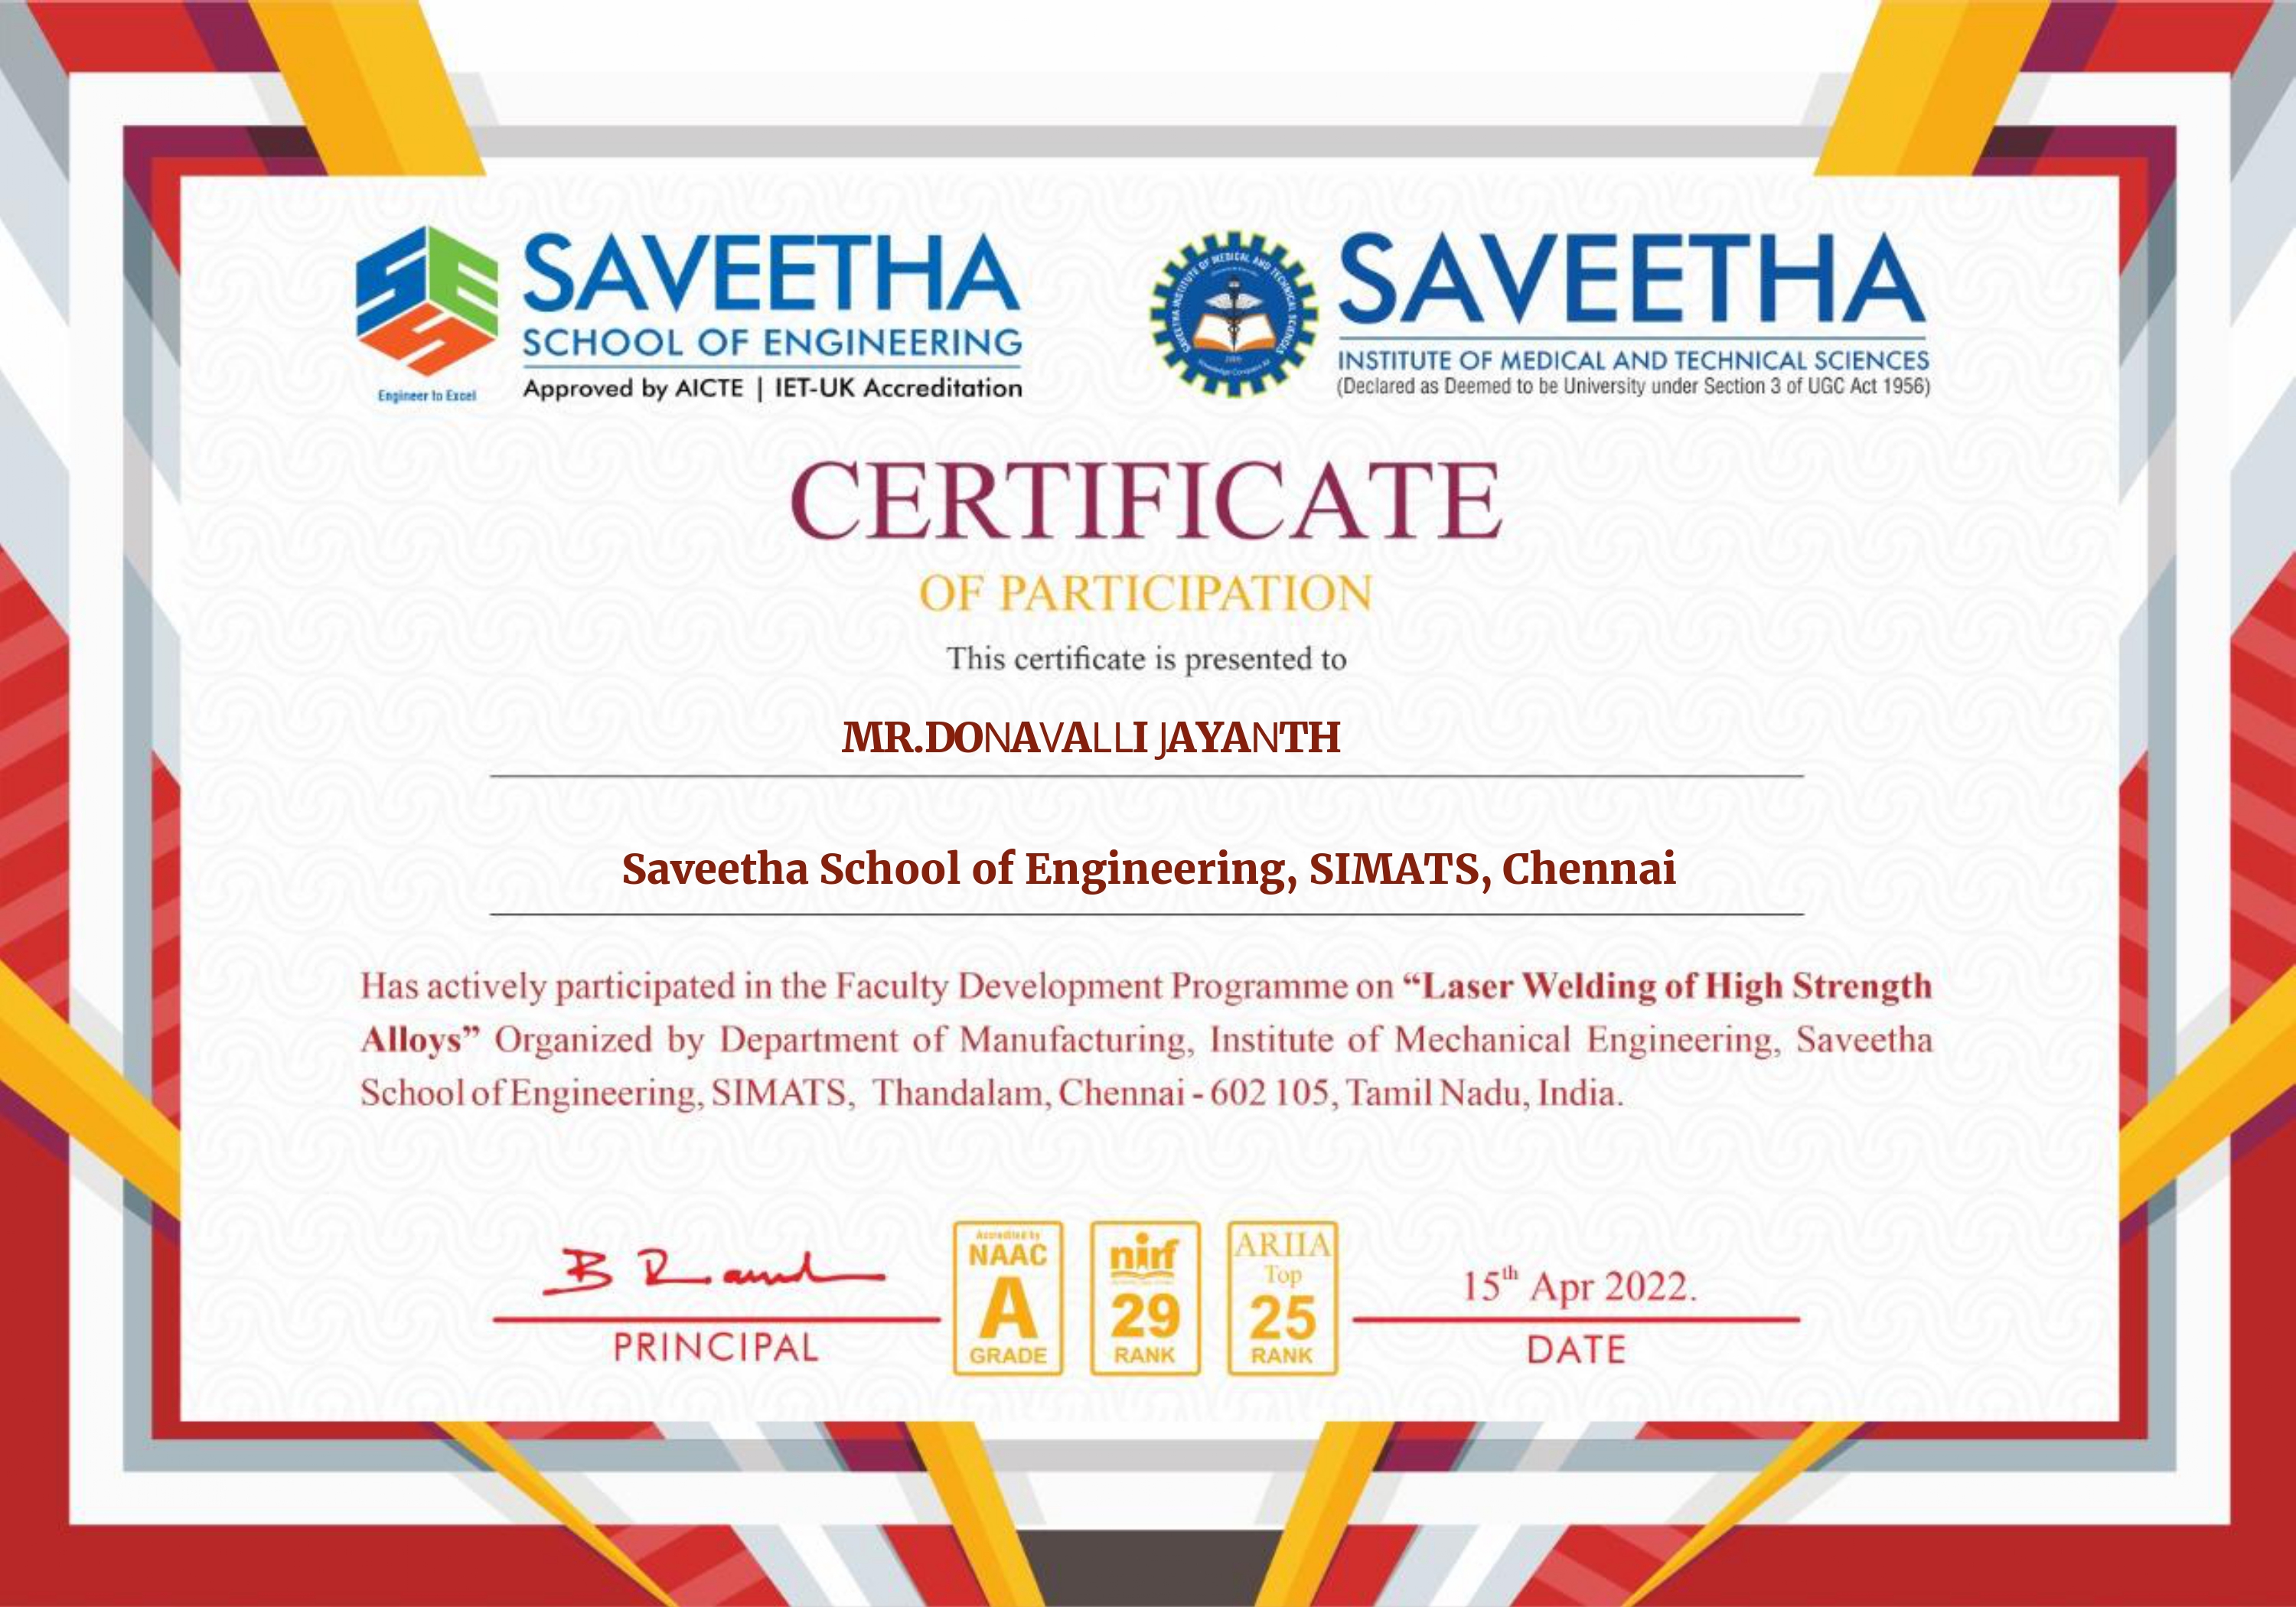 SAVEETHA
SCHOOL OF ENGINEERING
Approved by AICTE | IET-UK Accreditation
Engineer to Excel
SAVEETHA INSTITUTE OF MEDICAL AND TECHNICAL SCIENCES
SAVEETHA
INSTITUTE OF MEDICAL AND TECHNICAL SCIENCES
(Declared as Deemed to be University under Section 3 of UGC Act 1956)
CERTIFICATE
OF PARTICIPATION
This certificate is presented to
MR.DONAVALLI JAYANTH
Saveetha School of Engineering, SIMATS, Chennai
Has actively participated in the Faculty Development Programme on “Laser Welding of High Strength
Alloys” Organized by Department of Manufacturing, Institute of Mechanical Engineering, Saveetha
School of Engineering, SIMATS, Thandalam, Chennai - 602 105, Tamil Nadu, India.
PRINCIPAL
Accredited by
NAAC
A
GRADE
nirf
29
RANK
ARIIA
Top
25
RANK
15th Apr 2022.
DATE